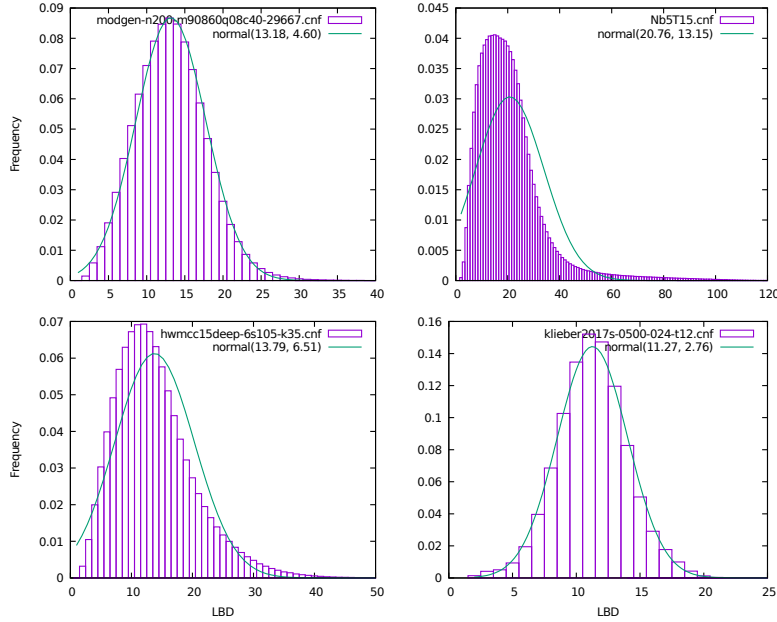 modgen-n200-m90860q08c40-29667.cnf
normal(13.18, 4.60)
0.09
0.08
0.07
0.06
0.05
0.04
0.03
0.02
0.01
0
0 5 10 15 20 25 30 35 40
Frequency
Nb5T15.cnf
normal(20.76, 13.15)
0.045
0.04
0.035
0.03
0.025
0.02
0.015
0.01
0.005
0
0 20 40 60 80 100 120
hwmcc15deep-6s105-k35.cnf
normal(13.79, 6.51)
0.07
0.06
0.05
0.04
0.03
0.02
0.01
0
0 10 20 30 40 50
Frequency
LBD
klieber2017s-0500-024-t12.cnf
normal(11.27, 2.76)
0.16
0.14
0.12
0.1
0.08
0.06
0.04
0.02
0
0 5 10 15 20 25
LBD